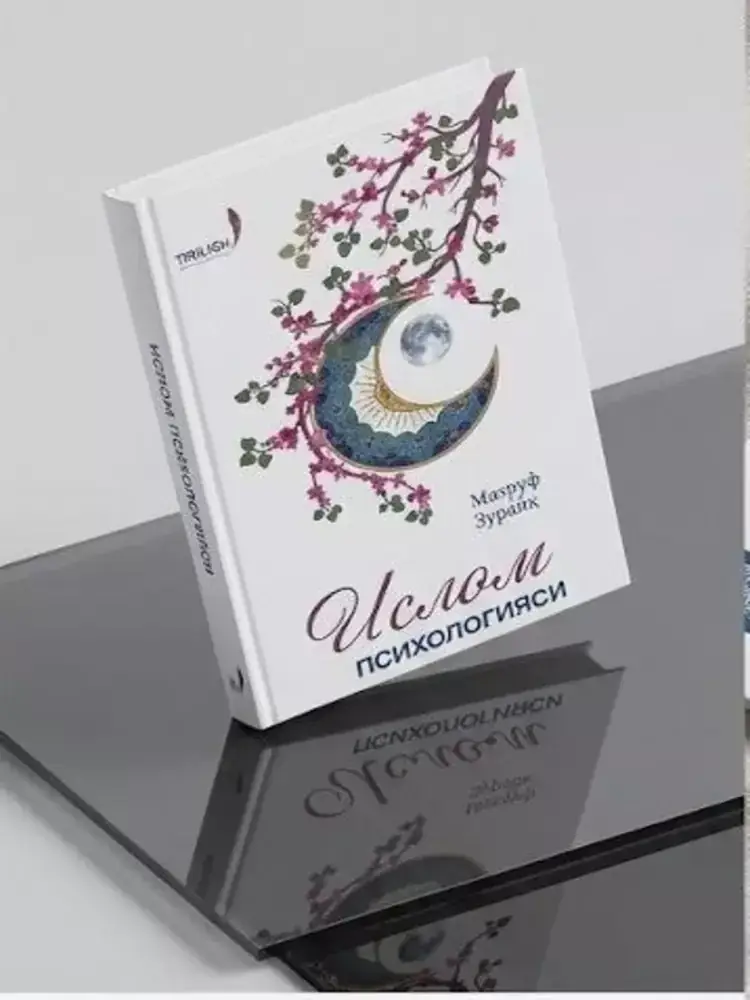 TIRILISH
ИСЛОМ ПСИХОЛОГИЯСИ
Маъруф
Зурайк
Ислом
ПСИХОЛОГИЯСИ